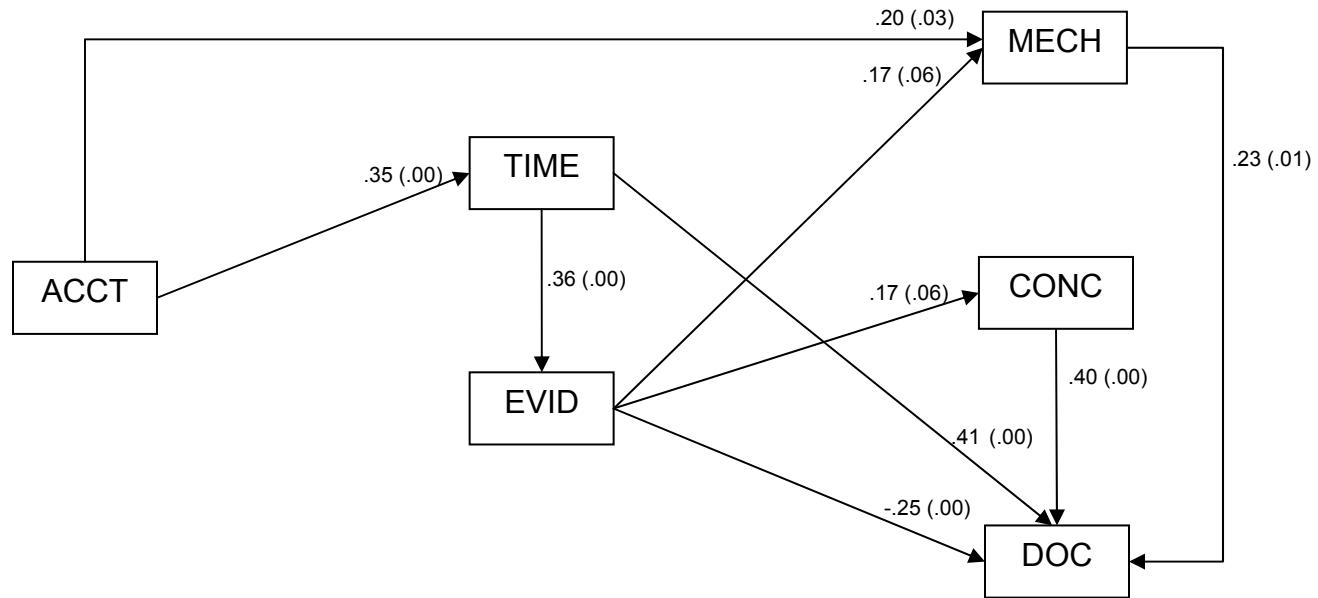 .20 (.03)
MECH
.17 (.06)
TIME
.23 (.01)
.35 (.00)
ACCT
.36 (.00)
CONC
.17 (.06)
EVID
.40 (.00)
.41 (.00)
-.25 (.00)
DOC